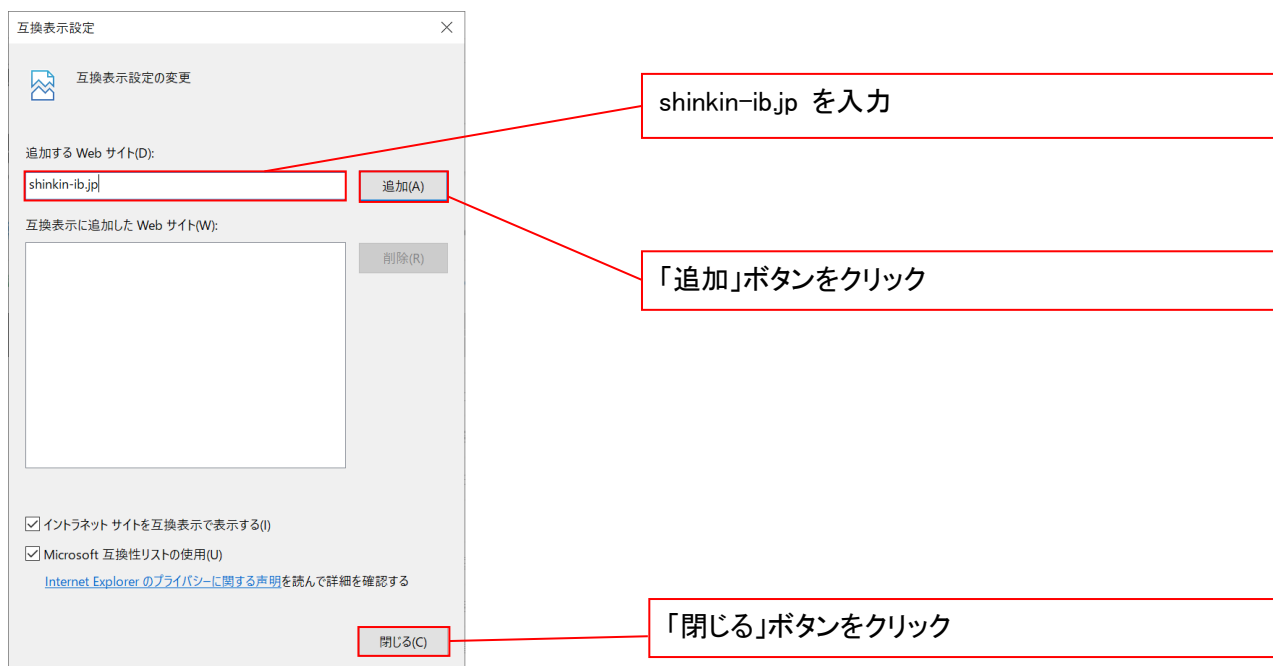 互換表示設定
互換表示設定の変更
shinkin-ib.jp を入力
追加する Web サイト(D):
shinkin-ib.jp
追加(A)
互換表示に追加した Web サイト(W):
削除(R)
「追加」ボタンをクリック
イントラネット サイトを互換表示で表示する(I)
Microsoft 互換性リストの使用(U)
Internet Explorer のプライバシーに関する声明を読んで詳細を確認する
「閉じる」ボタンをクリック
閉じる(C)